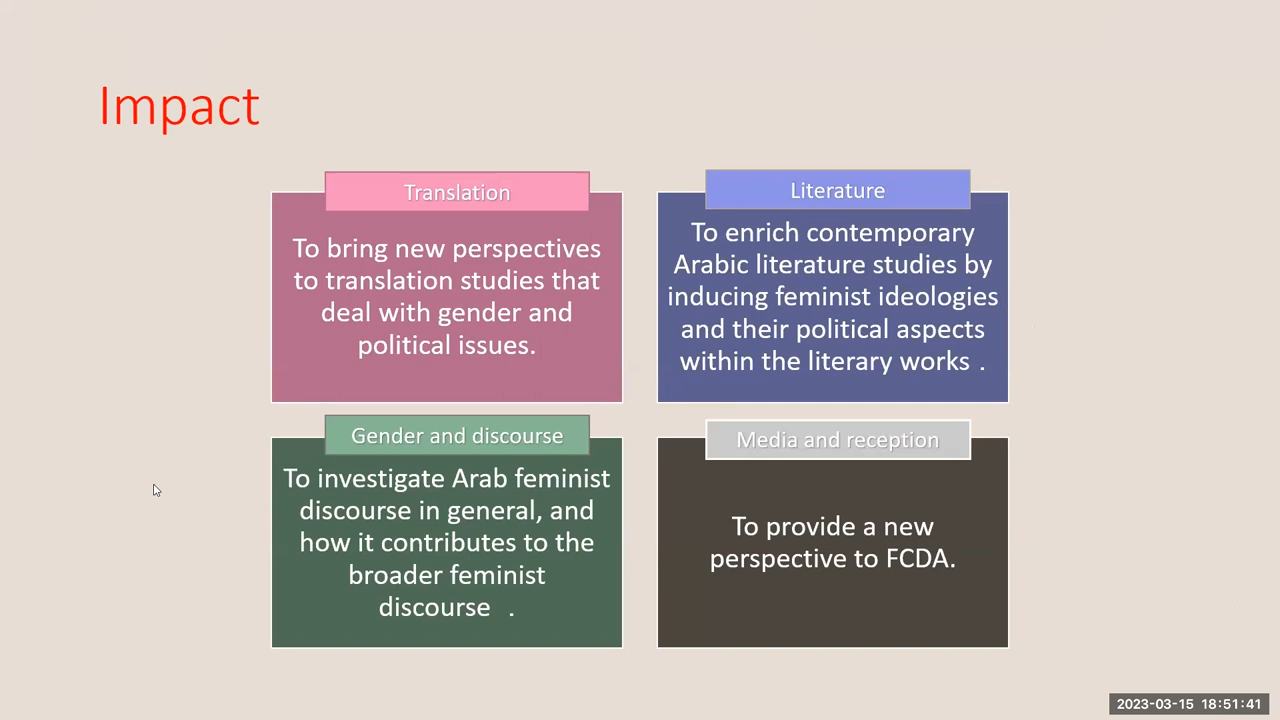 Impact
Translation
To bring new perspectives
to translation studies that
deal with gender and
political issues.
Literature
To enrich contemporary
Arabic literature studies by
inducing feminist ideologies
and their political aspects
within the literary works .
Gender and discourse
To investigate Arab feminist
discourse in general, and
how it contributes to the
broader feminist
discourse .
Media and reception
To provide a new
perspective to FCDA.
2023-03-15 18:51:41